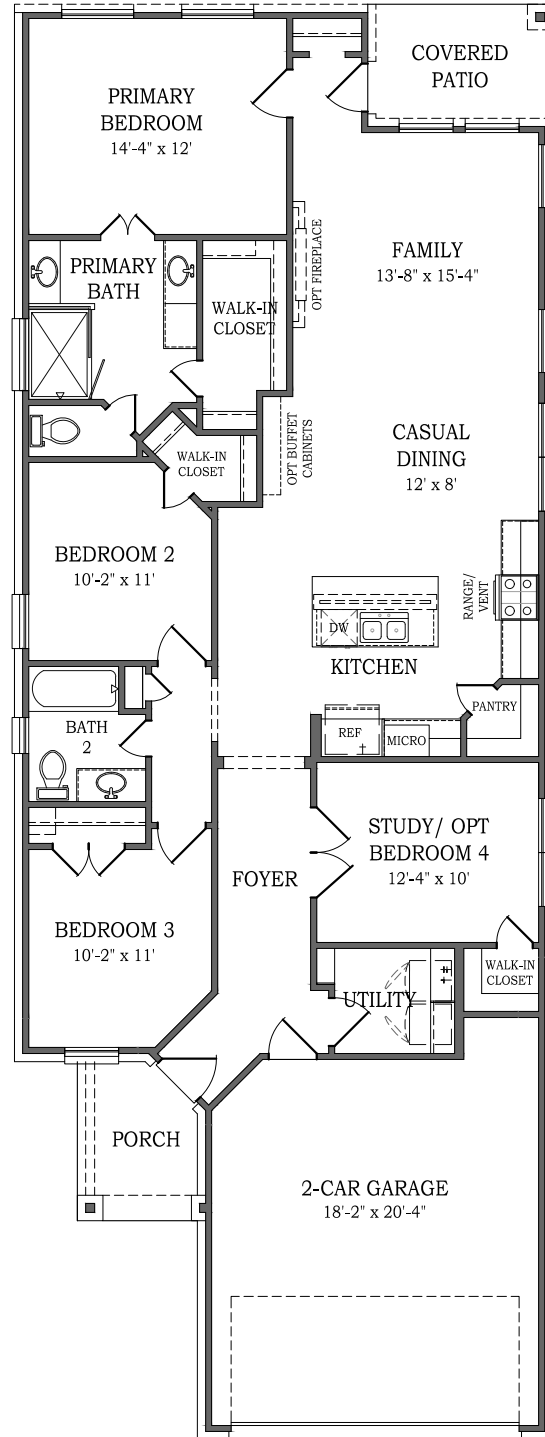 COVERED
PATIO
PRIMARY
BEDROOM
14'-4" x 12'
OPT FIREPLACE
FAMILY
13'-8" x 15'-4"
PRIMARY
BATH
WALK-IN
CLOSET
OPT BUFFET
CABINETS
CASUAL
DINING
12' x 8'
WALK-IN
CLOSET
BEDROOM 2
10'-2" x 11'
RANGE/
VENT
DW
KITCHEN
PANTRY
BATH
2
REF
MICRO
STUDY/ OPT
BEDROOM 4
12'-4" x 10'
FOYER
BEDROOM 3
10'-2" x 11'
WALK-IN
CLOSET
UTILITY
PORCH
2-CAR GARAGE
18'-2" x 20'-4"